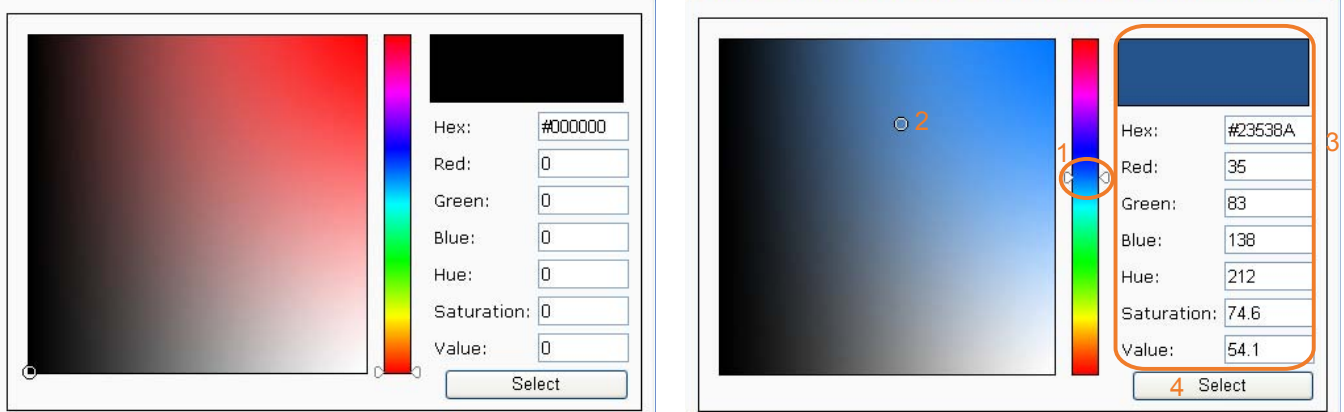 Hex: #000000
Red: 0
Green: 0
Blue: 0
Hue: 0
Saturation: 0
Value: 0
Select
2
1
3
Hex: #23538A
Red: 35
Green: 83
Blue: 138
Hue: 212
Saturation: 74.6
Value: 54.1
4 Select